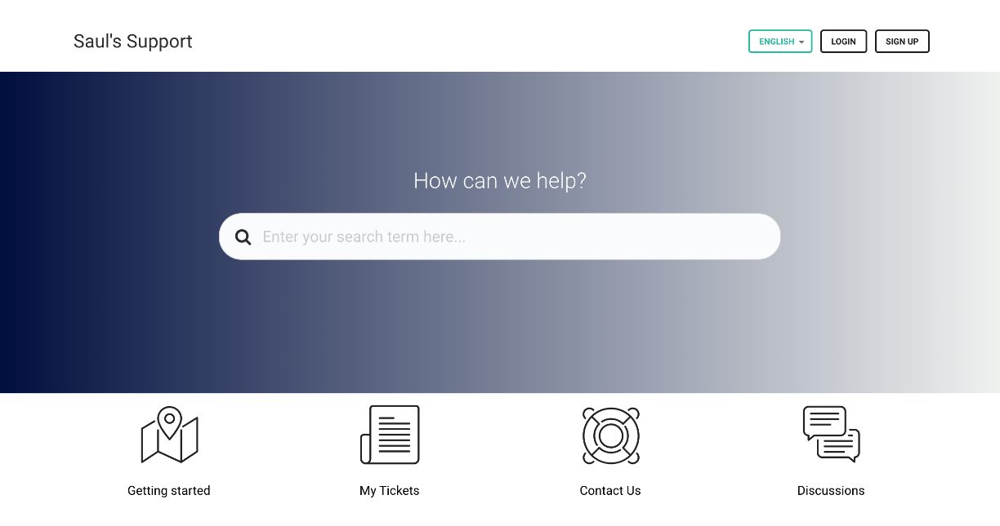 Saul's Support
ENGLISH
LOGIN
SIGN UP
How can we help?
Enter your search term here...
Getting started
My Tickets
Contact Us
Discussions